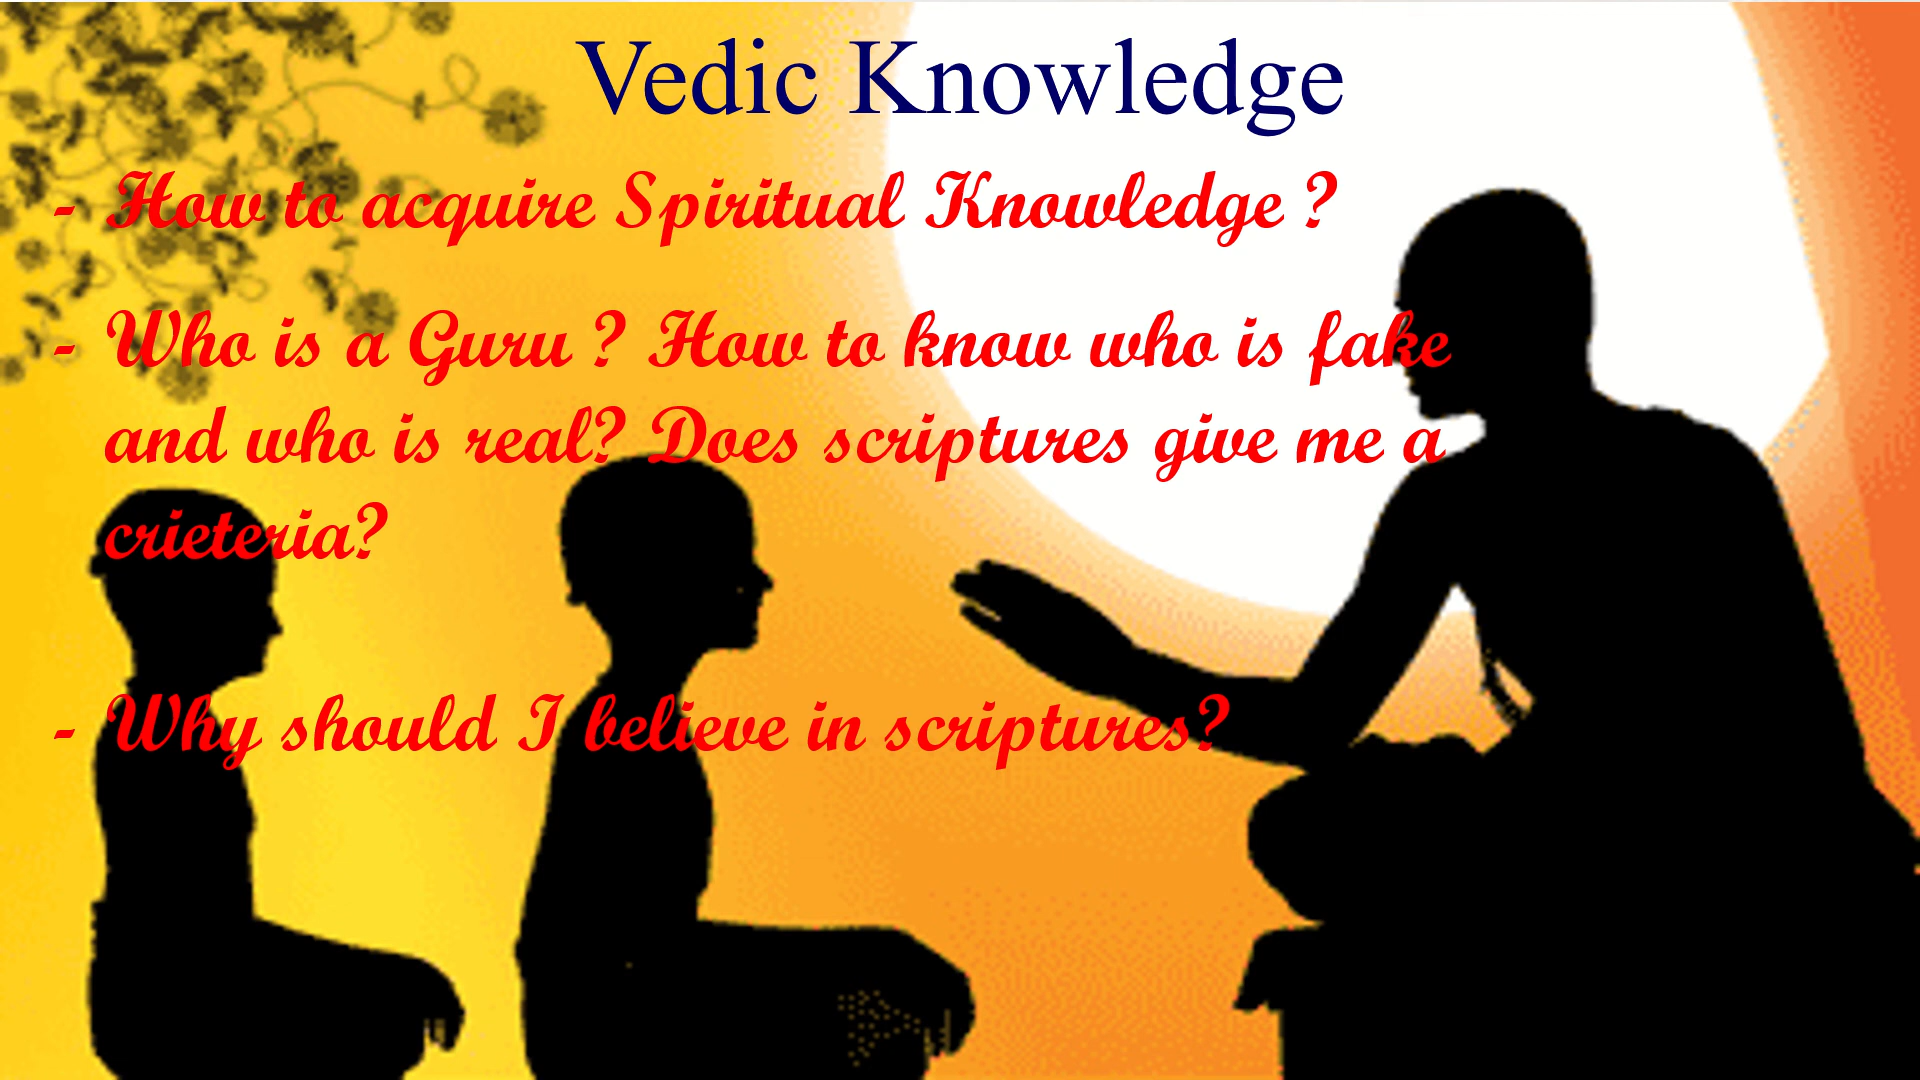 Vedic Knowledge
- How to acquire Spiritual Knowledge ?
- Who is a Guru ? How to know who is fake
and who is real? Does scriptures give me a
crieteria?
- Why should I believe in scriptures?